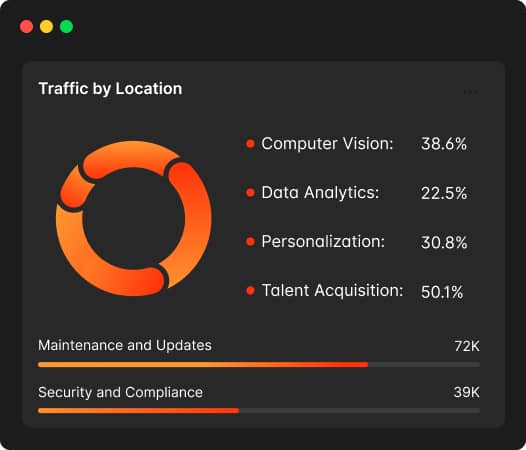 Traffic by Location
Computer Vision: 38.6%
Data Analytics: 22.5%
Personalization: 30.8%
Talent Acquisition: 50.1%
Maintenance and Updates 72K
Security and Compliance 39K